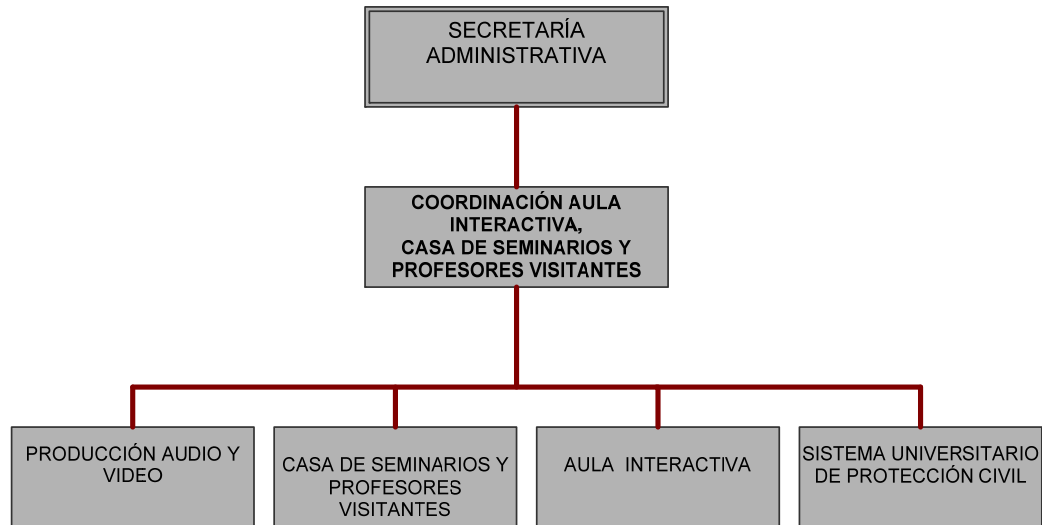 SECRETARÍA
ADMINISTRATIVA
COORDINACIÓN AULA
INTERACTIVA,
CASA DE SEMINARIOS Y
PROFESORES VISITANTES
PRODUCCIÓN AUDIO Y
VIDEO
CASA DE SEMINARIOS Y
PROFESORES
VISITANTES
AULA INTERACTIVA
SISTEMA UNIVERSITARIO
DE PROTECCIÓN CIVIL